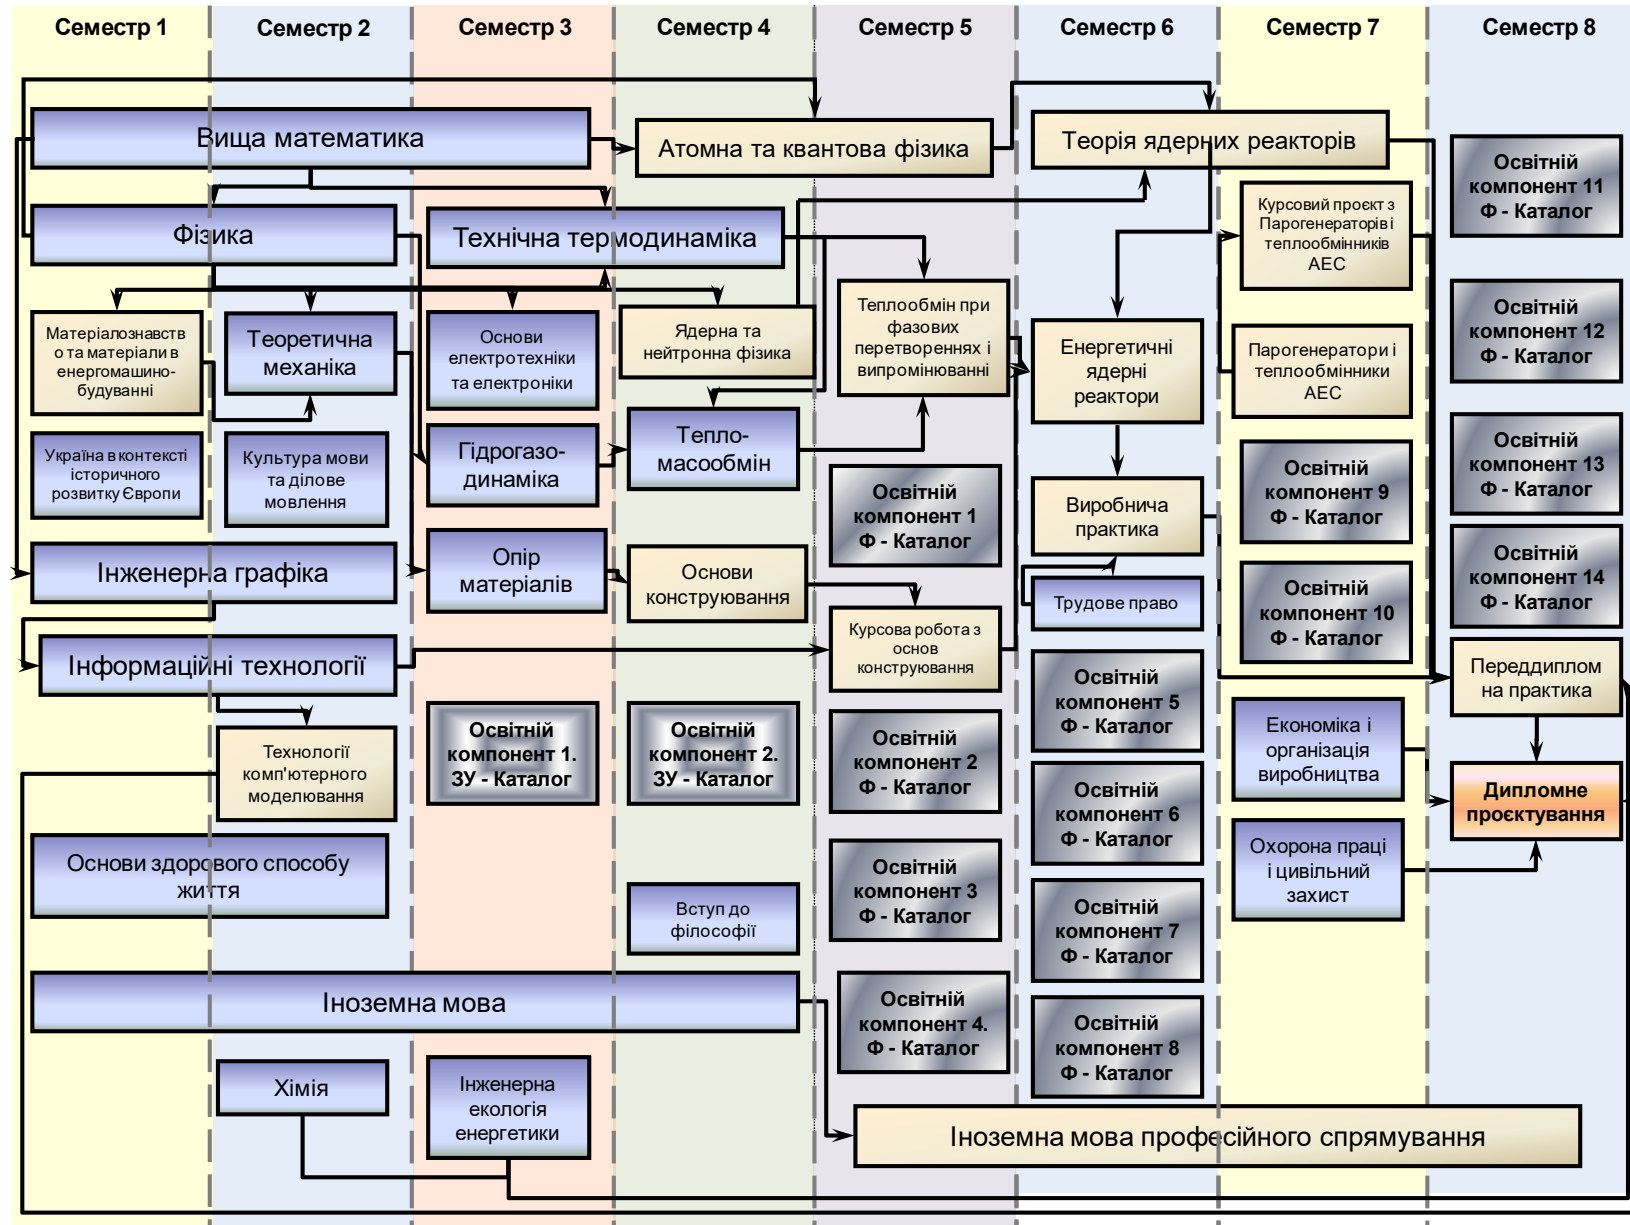 Семестр 1
Семестр 2
Семестр 3
Семестр 4
Семестр 5
Семестр 6
Семестр 7
Семестр 8
Вища математика
Атомна та квантова фізика
Теорія ядерних реакторів
Освітній
компонент 11
Ф - Каталог
Фізика
Технічна термодинаміка
Курсовий проєкт з
Парогенераторів і
теплообмінників
АЕС
Матеріалознавств
о та матеріали в
енергомашино-
будуванні
Теоретична
механіка
Основи
електротехніки
та електроніки
Ядерна та
нейтронна фізика
Теплообмін при
фазових
перетвореннях і
випромінюванні
Енергетичні
ядерні
реактори
Парогенератори і
теплообмінники
АЕС
Освітній
компонент 12
Ф - Каталог
Україна в контексті
історичного
розвитку Європи
Культура мови
та ділове
мовлення
Гідрогазо-
динаміка
Тепло-
масообмін
Освітній
компонент 1
Ф - Каталог
Виробнича
практика
Освітній
компонент 9
Ф - Каталог
Освітній
компонент 13
Ф - Каталог
Інженерна графіка
Опір
матеріалів
Основи
конструювання
Трудове право
Освітній
компонент 10
Ф - Каталог
Освітній
компонент 14
Ф - Каталог
Інформаційні технології
Курсова робота з
основ
конструювання
Освітній
компонент 5
Ф - Каталог
Переддиплом
на практика
Технології
комп'ютерного
моделювання
Освітній
компонент 1.
ЗУ - Каталог
Освітній
компонент 2.
ЗУ - Каталог
Освітній
компонент 2
Ф - Каталог
Освітній
компонент 6
Ф - Каталог
Економіка і
організація
виробництва
Дипломне
проєктування
Основи здорового способу
життя
Вступ до
філософії
Освітній
компонент 3
Ф - Каталог
Освітній
компонент 7
Ф - Каталог
Охорона праці
і цивільний
захист
Іноземна мова
Освітній
компонент 4.
Ф - Каталог
Освітній
компонент 8
Ф - Каталог
Хімія
Інженерна
екологія
енергетики
Іноземна мова професійного спрямування